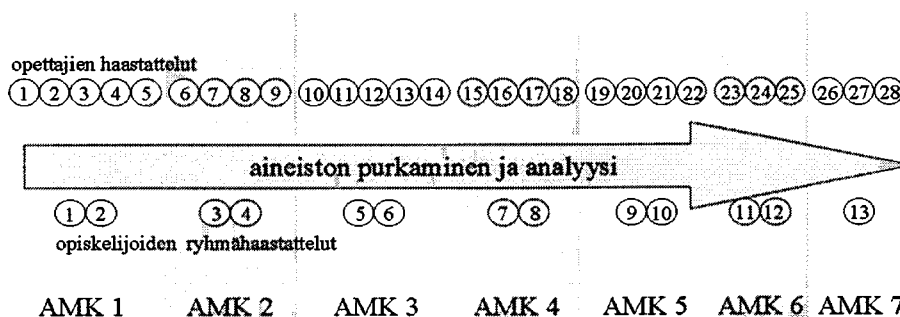 opettajien haastattelut
1 2 3 4 5 6 7 8 9 10 11 12 13 14 15 16 17 18 19 20 21 22 23 24 25 26 27 28
aineiston purkaminen ja analyysi
1 2 3 4 5 6 7 8 9 10 11 12 13
opiskelijoiden ryhmähaastattelut
AMK 1 AMK 2 AMK 3 AMK 4 AMK 5 AMK 6 AMK 7